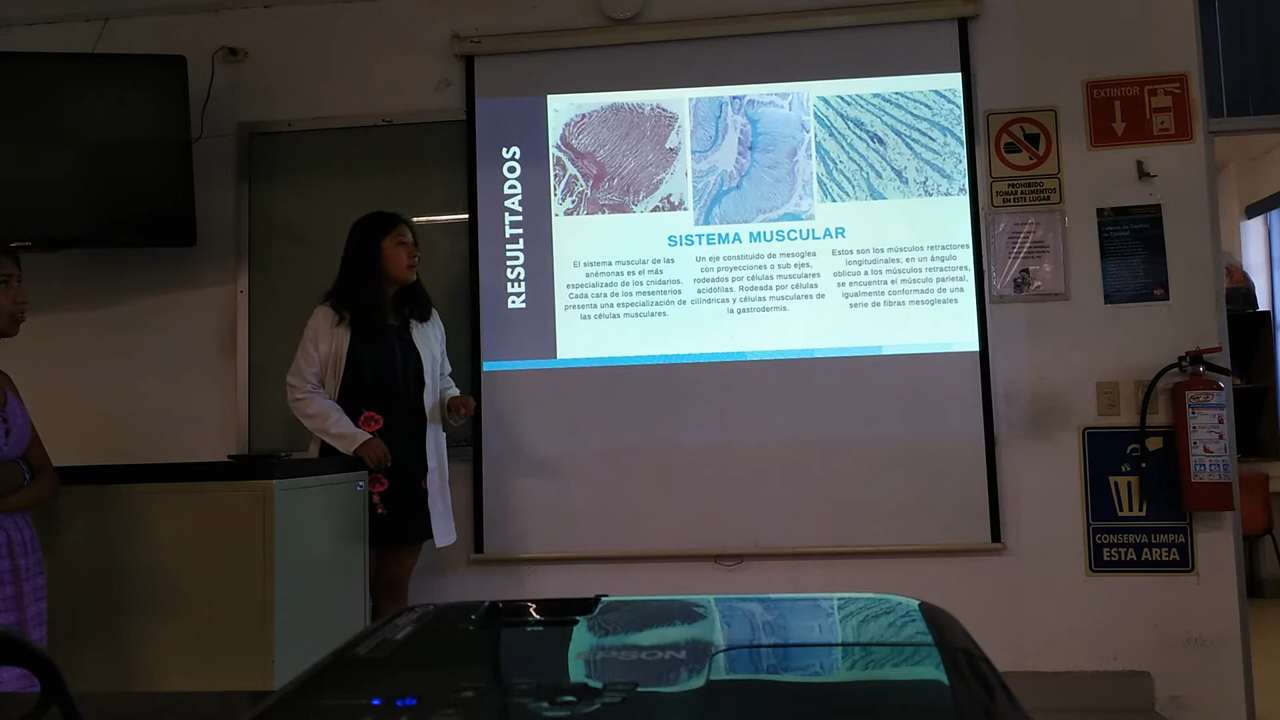 RESULTTADOS
SISTEMA MUSCULAR
El sistema muscular de las
anémonas es el más
especializado de los cnidarios.
Cada cara de los mesenterios
presenta una especialización de
las células musculares.
Un eje constituido de mesoglea
con proyecciones o sub ejes,
rodeados por células musculares
acidófilas. Rodeada por células
cilíndricas y células musculares de
la gastrodermis.
Estos son los músculos retractores
longitudinales; en un ángulo
oblicuo a los músculos retractores,
se encuentra el músculo parietal,
igualmente conformado de una
serie de fibras mesogleales
EXTINTOR
PROHIBIDO
TOMAR ALIMENTOS
EN ESTE LUGAR
CONSERVA LIMPIA
ESTA AREA
EPSON